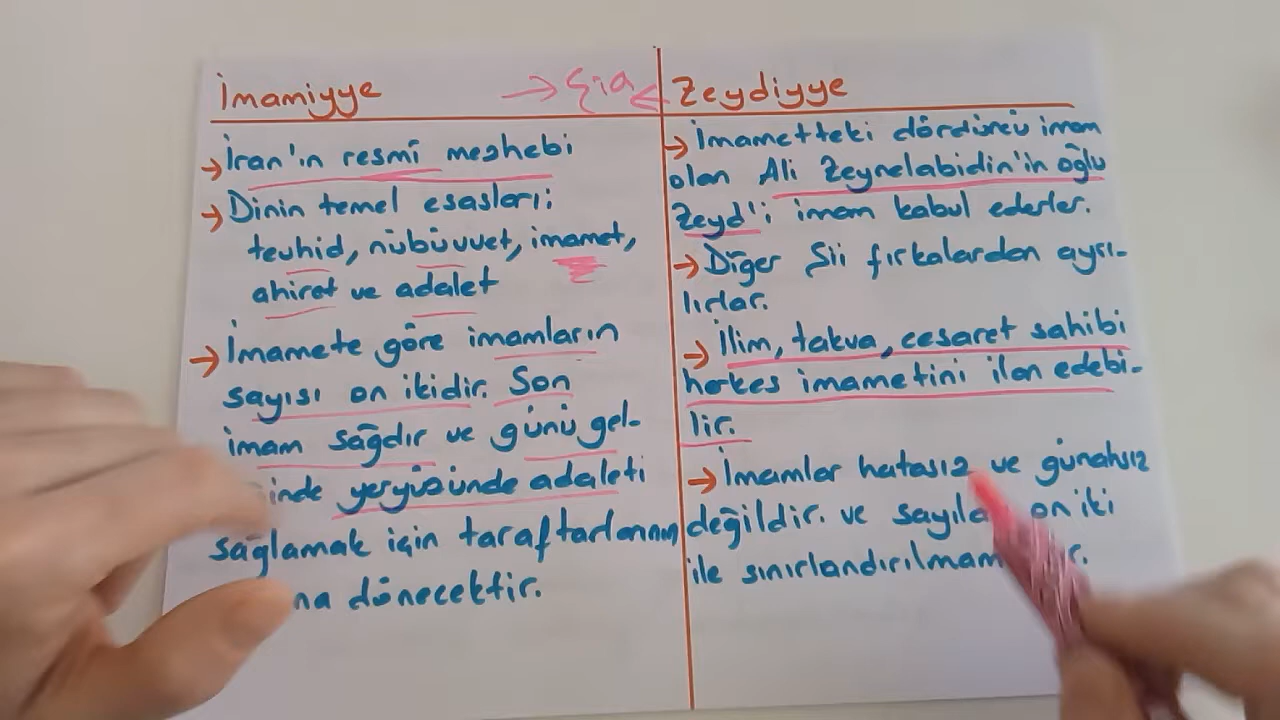 İmamiyye
→ Şia ←
→ İran'ın resmî mezhebi
→ Dinin temel esasları:
tevhid, nübüvvet, imamet,
ahiret ve adalet
→ İmamete göre imamların
sayısı on ikidir. Son
imam sağdır ve günü gel-
inde yeryüzünde adaleti
sağlamak için taraftarlarının
na dönecektir.
Zeydiyye
→ İmametteki dördüncü imam
olan Ali Zeynelabidin'in oğlu
Zeyd'i imam kabul ederler.
→ Diğer Şii fırkalardan ayrı-
lırlar.
→ İlim, takva, cesaret sahibi
herkes imametini ilan edebi-
lir.
→ İmamlar hatasız ve günahsız
değildir. ve on iki
ile